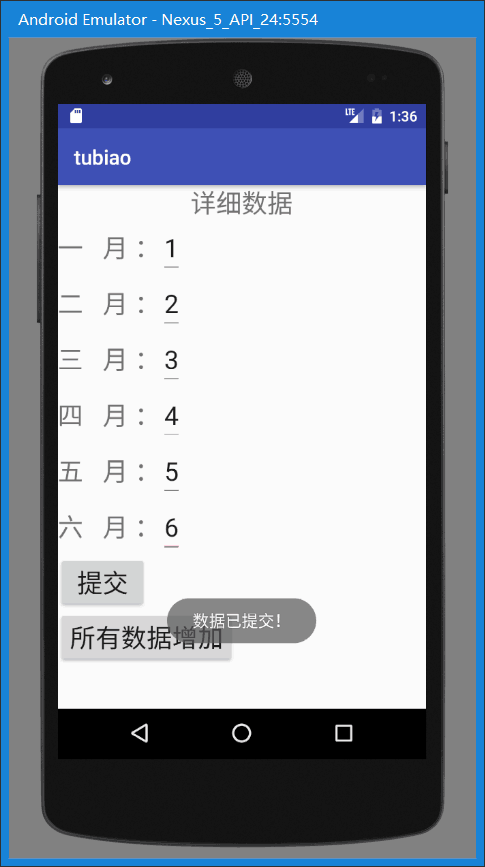 Android Emulator - Nexus_5_API_24:5554
LTE 1:36
tubiao
详细数据
一 月： 1
二 月： 2
三 月： 3
四 月： 4
五 月： 5
六 月： 6
提交
数据已提交!
所有数据增加